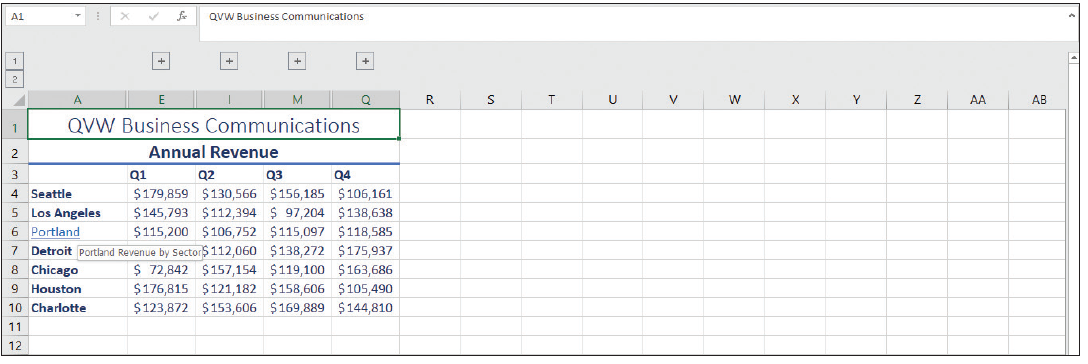 A1 fx QVW Business Communications
+ + + +
1
2
A E I M Q R S T U V W X Y Z AA AB
1 QVW Business Communications
2 Annual Revenue
3 Q1 Q2 Q3 Q4
4 Seattle $179,859 $130,566 $156,185 $106,161
5 Los Angeles $145,793 $112,394 $ 97,204 $138,638
6 Portland $115,200 $106,752 $115,097 $118,585
7 Detroit Portland Revenue by Sector $112,060 $138,272 $175,937
8 Chicago $ 72,842 $157,154 $119,100 $163,686
9 Houston $176,815 $121,182 $158,606 $105,490
10 Charlotte $123,872 $153,606 $169,889 $144,810
11
12